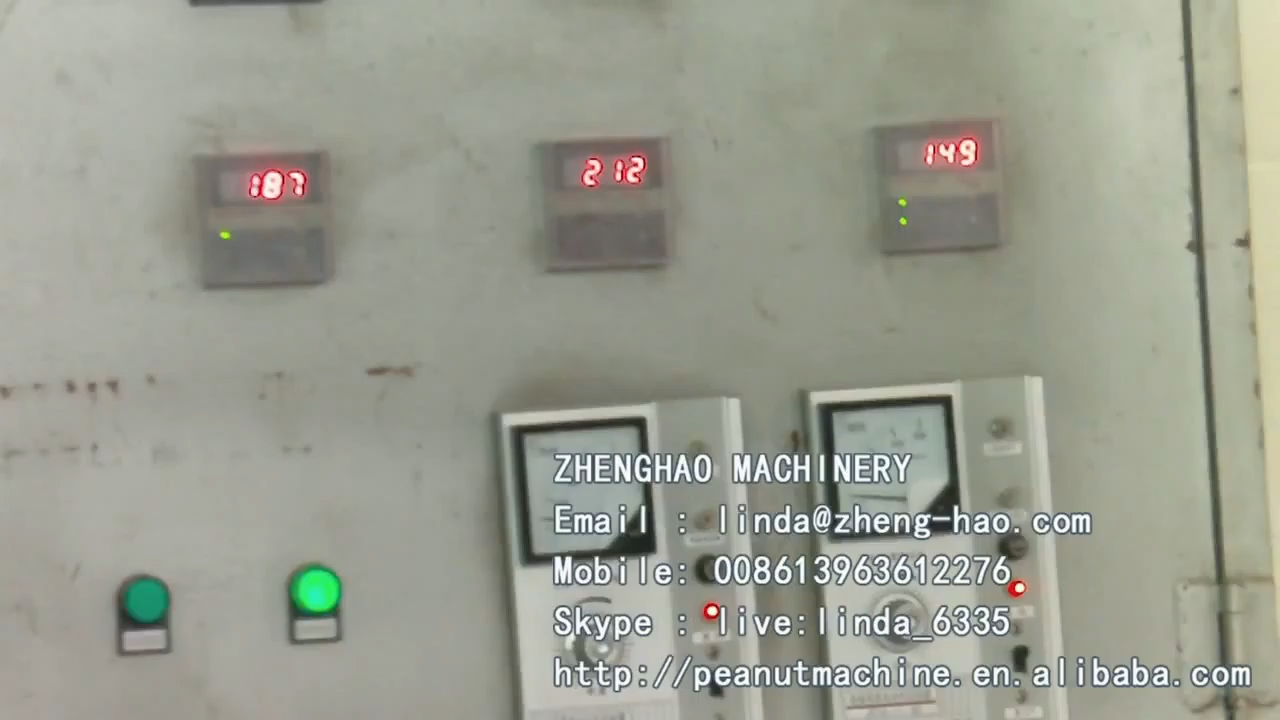 187
212
149
ZHENGHAO MACHINERY
Email : linda@zheng-hao.com
Mobile: 008613963612276
Skype : live:linda_6335
http://peanutmachine.en.alibaba.com